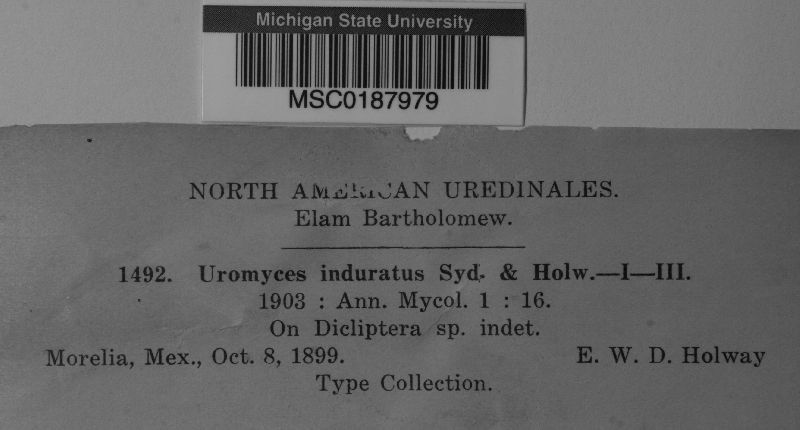 Michigan State University
MSC0187979
NORTH AMERICAN UREDINALES.
Elam Bartholomew.
1492. Uromyces induratus Syd. & Holw.—I—III.
1903 : Ann. Mycol. 1 : 16.
On Dicliptera sp. indet.
Morelia, Mex., Oct. 8, 1899. E. W. D. Holway
Type Collection.